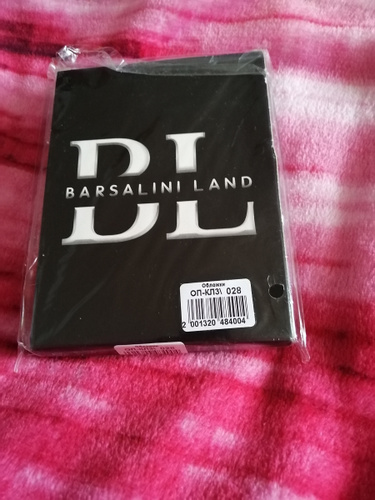 BL
BARSALINI LAND
Обложки
ОП-КЛЗ\ 028
2 001320 484004